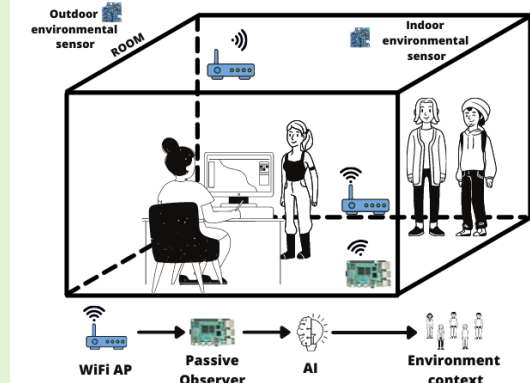 Outdoor
environmental
sensor
ROOM
Indoor
environmental
sensor
WiFi AP
Passive
Observer
AI
Environment
context